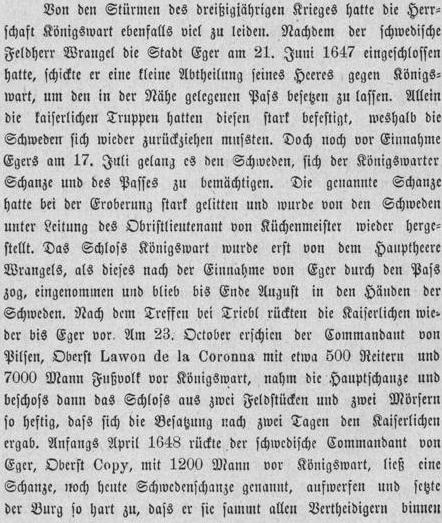 Von den Stürmen des dreißigjährigen Krieges hatte die Herr-
schaft Königswart ebenfalls viel zu leiden. Nachdem der schwedische
Feldherr Wrangel die Stadt Eger am 21. Juni 1647 eingeschlossen
hatte, schickte er eine kleine Abtheilung seines Heeres gegen Königs-
wart, um den in der Nähe gelegenen Pass besetzen zu lassen. Allein
die kaiserlichen Truppen hatten diesen stark befestigt, weshalb die
Schweden sich wieder zurückziehen mussten. Doch noch vor Einnahme
Egers am 17. Juli gelang es den Schweden, sich der Königswarter
Schanze und des Passes zu bemächtigen. Die genannte Schanze
hatte bei der Eroberung stark gelitten und wurde von den Schweden
unter Leitung des Obristlieutenant von Küchenmeister wieder herge-
stellt. Das Schloss Königswart wurde erst von dem Hauptheere
Wrangels, als dieses nach der Einnahme von Eger durch den Pass
zog, eingenommen und blieb bis Ende August in den Händen der
Schweden. Nach dem Treffen bei Triebl rückten die Kaiserlichen wie-
der bis Eger vor. Am 23. October erschien der Commandant von
Pilsen, Oberst Lawon de la Coronna mit etwa 500 Reitern und
7000 Mann Fußvolk vor Königswart, nahm die Hauptschanze und
beschoss dann das Schloss aus zwei Feldstücken und zwei Mörsern
so heftig, dass sich die Besatzung nach zwei Tagen den Kaiserlichen
ergab. Anfangs April 1648 rückte der schwedische Commandant von
Eger, Oberst Copy, mit 1200 Mann vor Königswart, ließ eine
Schanze, noch heute Schwedenschanze genannt, aufwerfen und setzte
der Burg so hart zu, dass er sie sammt allen Vertheidigern binnen